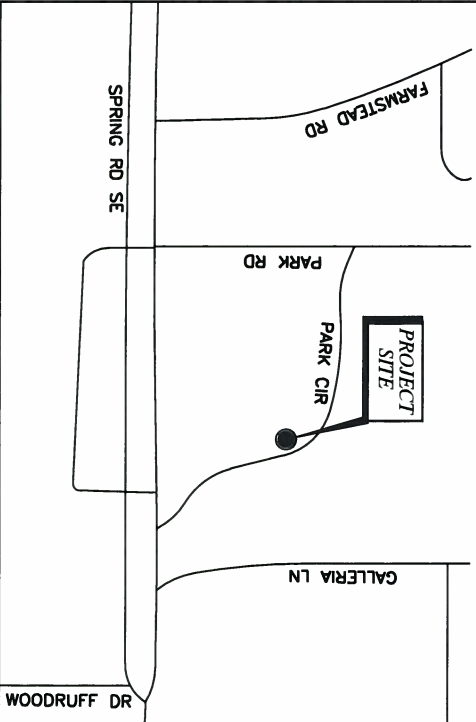 FARMSTEAD RD
SPRING RD SE
PARK RD
PARK CIR
PROJECT
SITE
GALLERIA LN
WOODRUFF DR